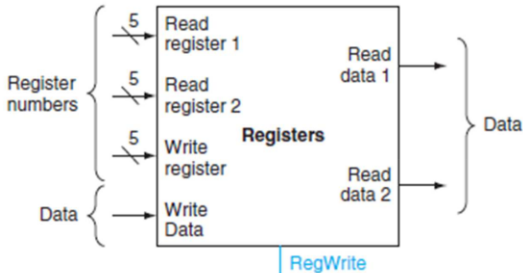 Register
numbers
Data
5
5
5
Read
register 1
Read
register 2
Write
register
Write
Data
Registers
Read
data 1
Read
data 2
Data
RegWrite